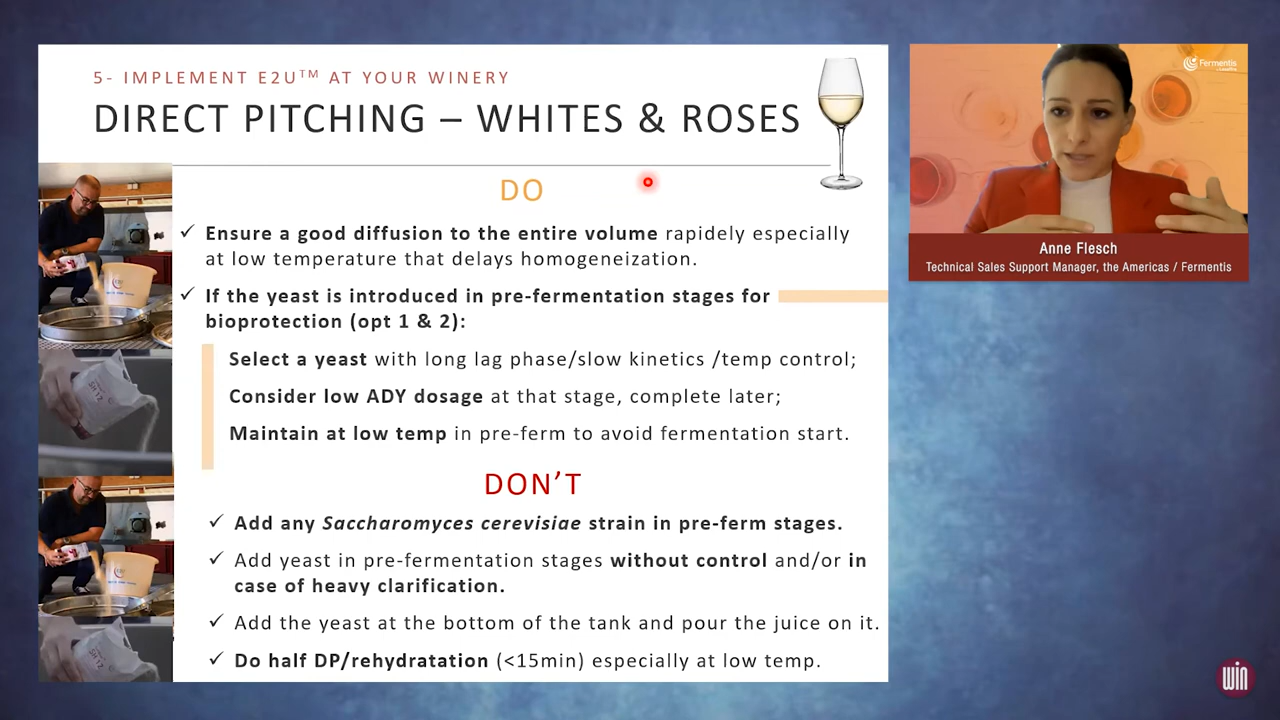 5- IMPLEMENT E2U™ AT YOUR WINERY
DIRECT PITCHING – WHITES & ROSES
DO
✓ Ensure a good diffusion to the entire volume rapidely especially
at low temperature that delays homogeneization.
✓ If the yeast is introduced in pre-fermentation stages for
bioprotection (opt 1 & 2):
Select a yeast with long lag phase/slow kinetics /temp control;
Consider low ADY dosage at that stage, complete later;
Maintain at low temp in pre-ferm to avoid fermentation start.
DON'T
✓ Add any Saccharomyces cerevisiae strain in pre-ferm stages.
✓ Add yeast in pre-fermentation stages without control and/or in
case of heavy clarification.
✓ Add the yeast at the bottom of the tank and pour the juice on it.
✓ Do half DP/rehydratation (<15min) especially at low temp.
Fermentis
Anne Flesch
Technical Sales Support Manager, the Americas / Fermentis
win